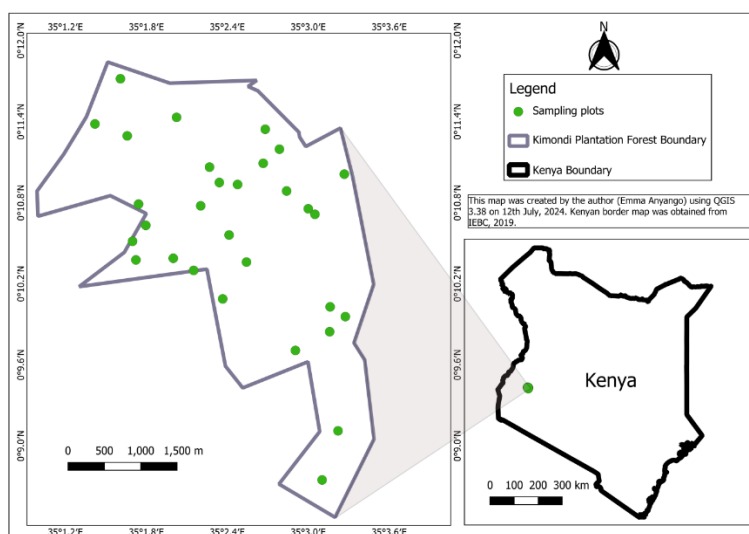 35°1.2'E 35°1.8'E 35°2.4'E 35°3.0'E 35°3.6'E
0°12.0'N 0°12.0'N
0°11.4'N 0°11.4'N
0°10.8'N 0°10.8'N
0°10.2'N 0°10.2'N
0°9.6'N 0°9.6'N
0°9.0'N 0°9.0'N
0 500 1,000 1,500 m
35°1.2'E 35°1.8'E 35°2.4'E 35°3.0'E 35°3.6'E
N
Legend
Sampling plots
Kimondi Plantation Forest Boundary
Kenya Boundary
This map was created by the author (Emma Anyango) using QGIS
3.38 on 12th July, 2024. Kenyan border map was obtained from
IEBC, 2019.
Kenya
0 100 200 300 km